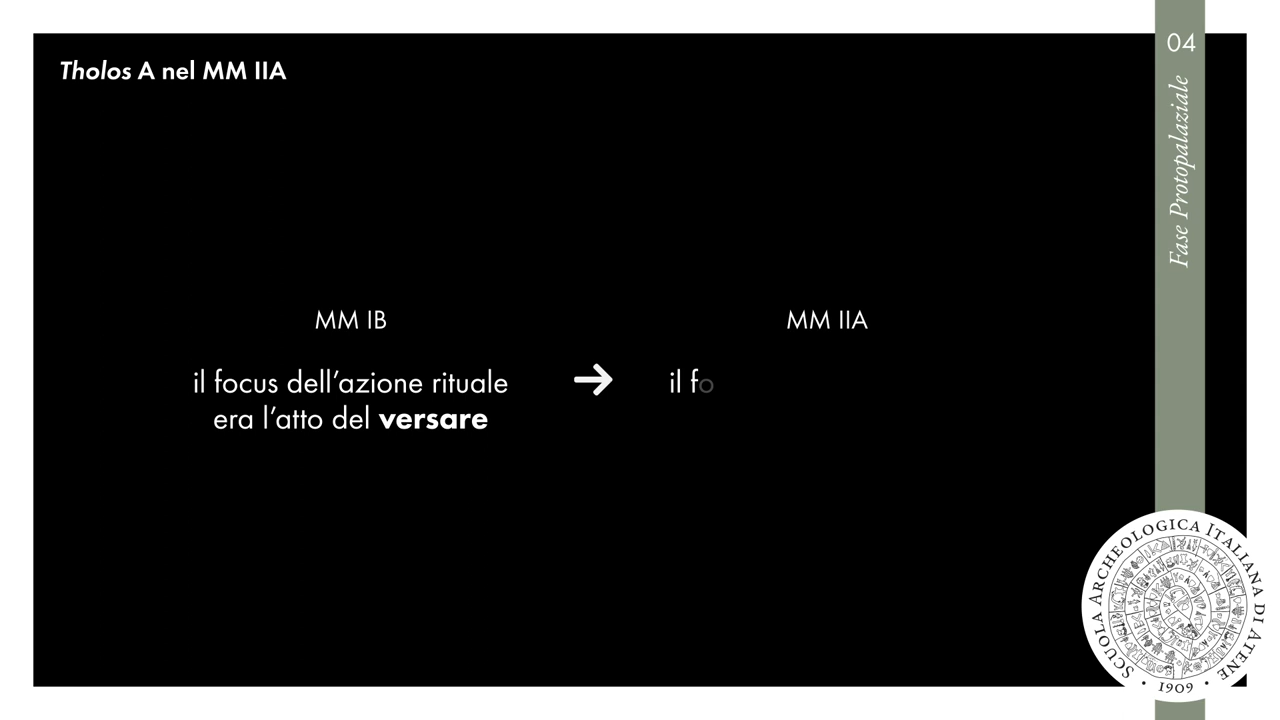 Tholos A nel MM IIA
04
Fase Protopalaziale
MM IB
MM IIA
il focus dell’azione rituale
era l’atto del versare
→
il fo
SCUOLA ARCHEOLOGICA ITALIANA DI ATENE
• 1909 •